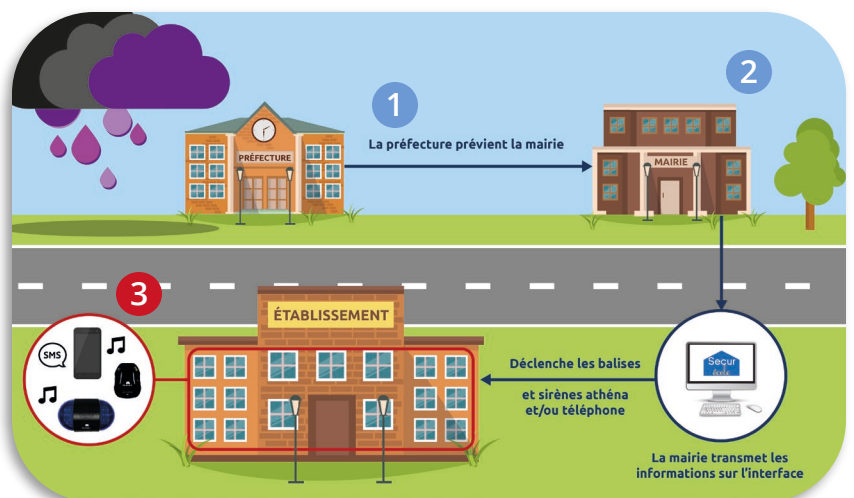 1
2
La préfecture prévient la mairie
PRÉFECTURE
MAIRIE
3
ÉTABLISSEMENT
SMS
Déclenche les balises
et sirènes athéna
et/ou téléphone
Secur
école
La mairie transmet les
informations sur l'interface